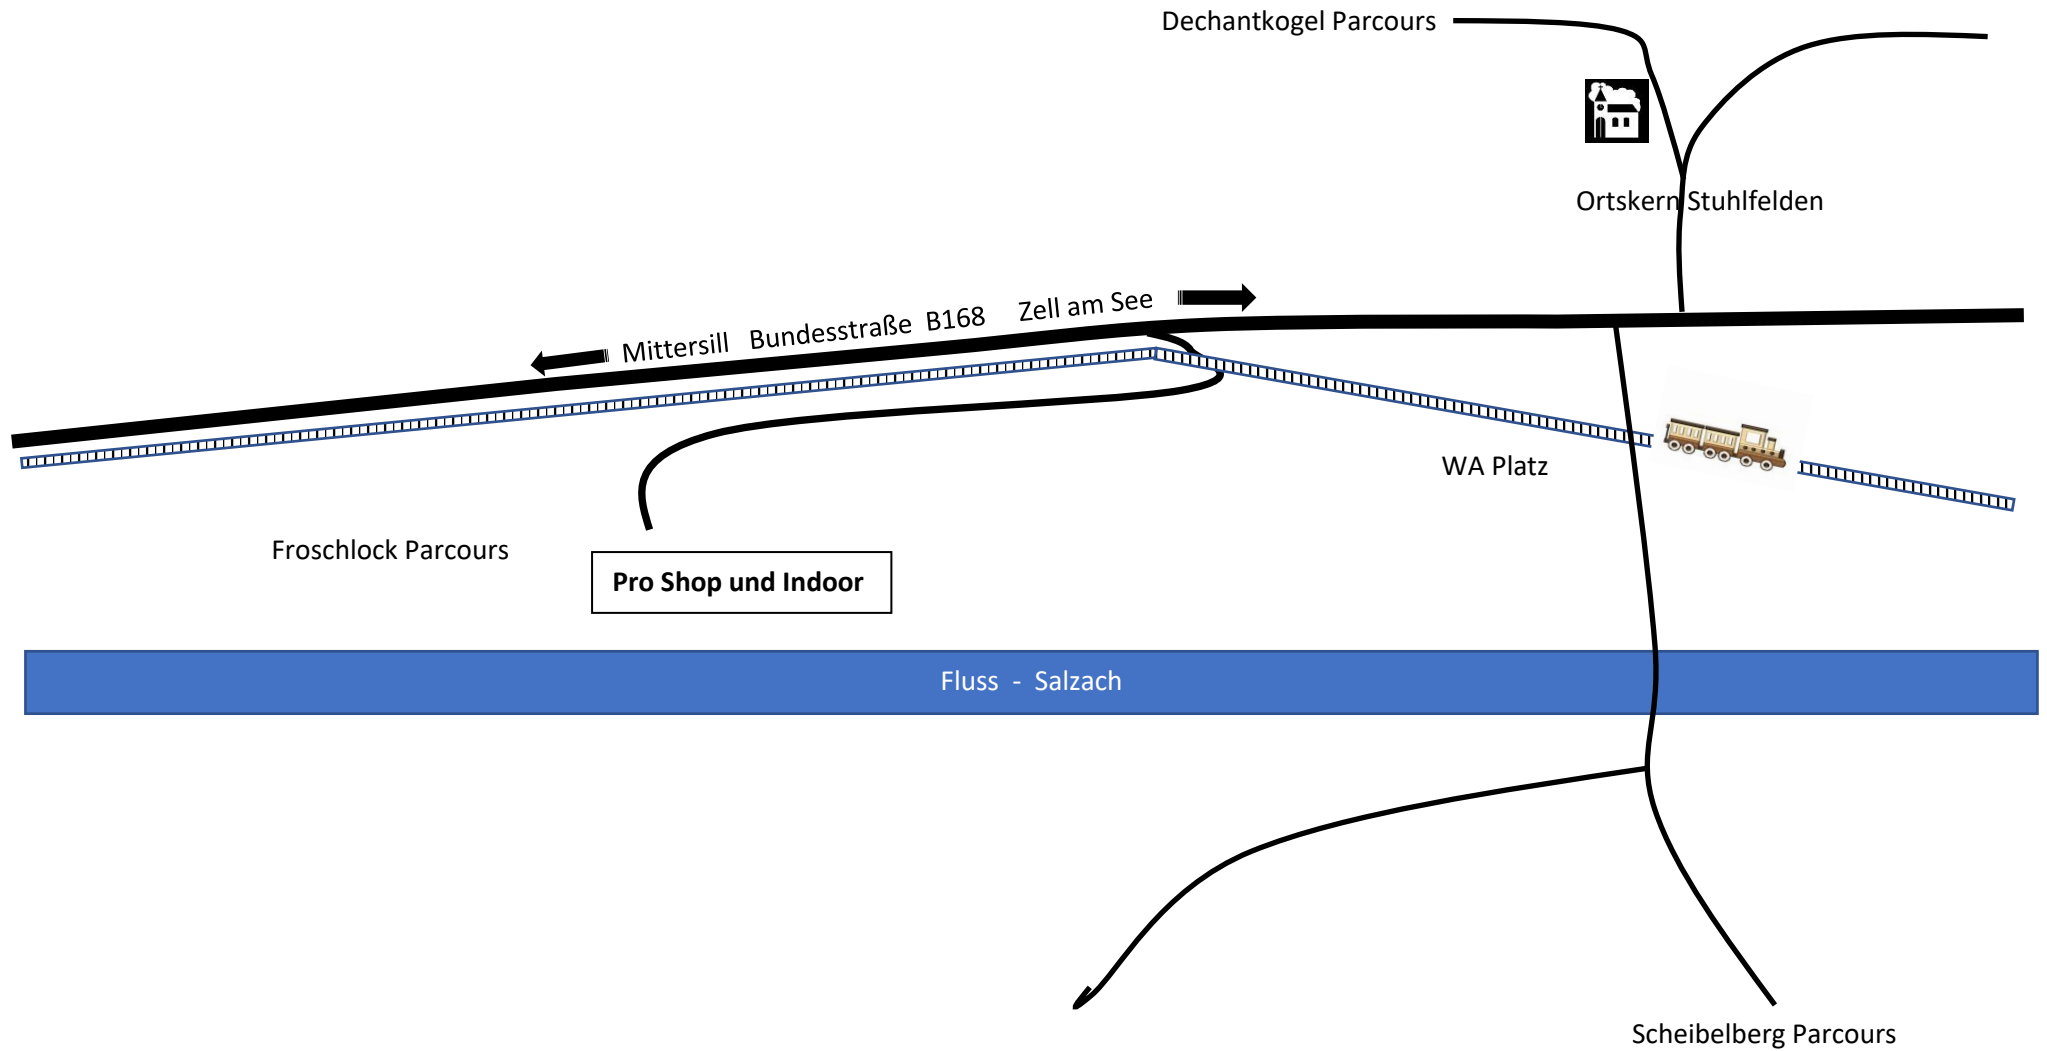 Dechantkogel Parcours
Ortskern Stuhlfelden
Mittersill Bundesstraße B168 Zell am See
WA Platz
Froschlock Parcours
Pro Shop und Indoor
Fluss - Salzach
Scheibelberg Parcours